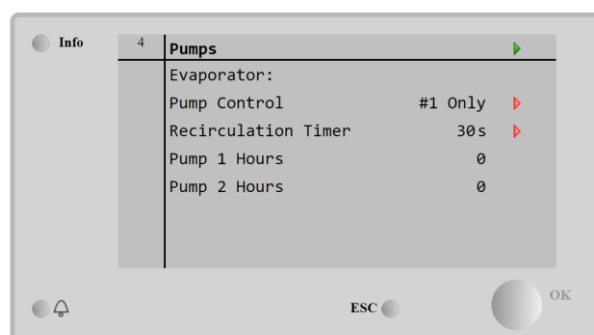 Info
4 Pumps
Evaporator:
Pump Control #1 Only
Recirculation Timer 30s
Pump 1 Hours 0
Pump 2 Hours 0
ESC
OK